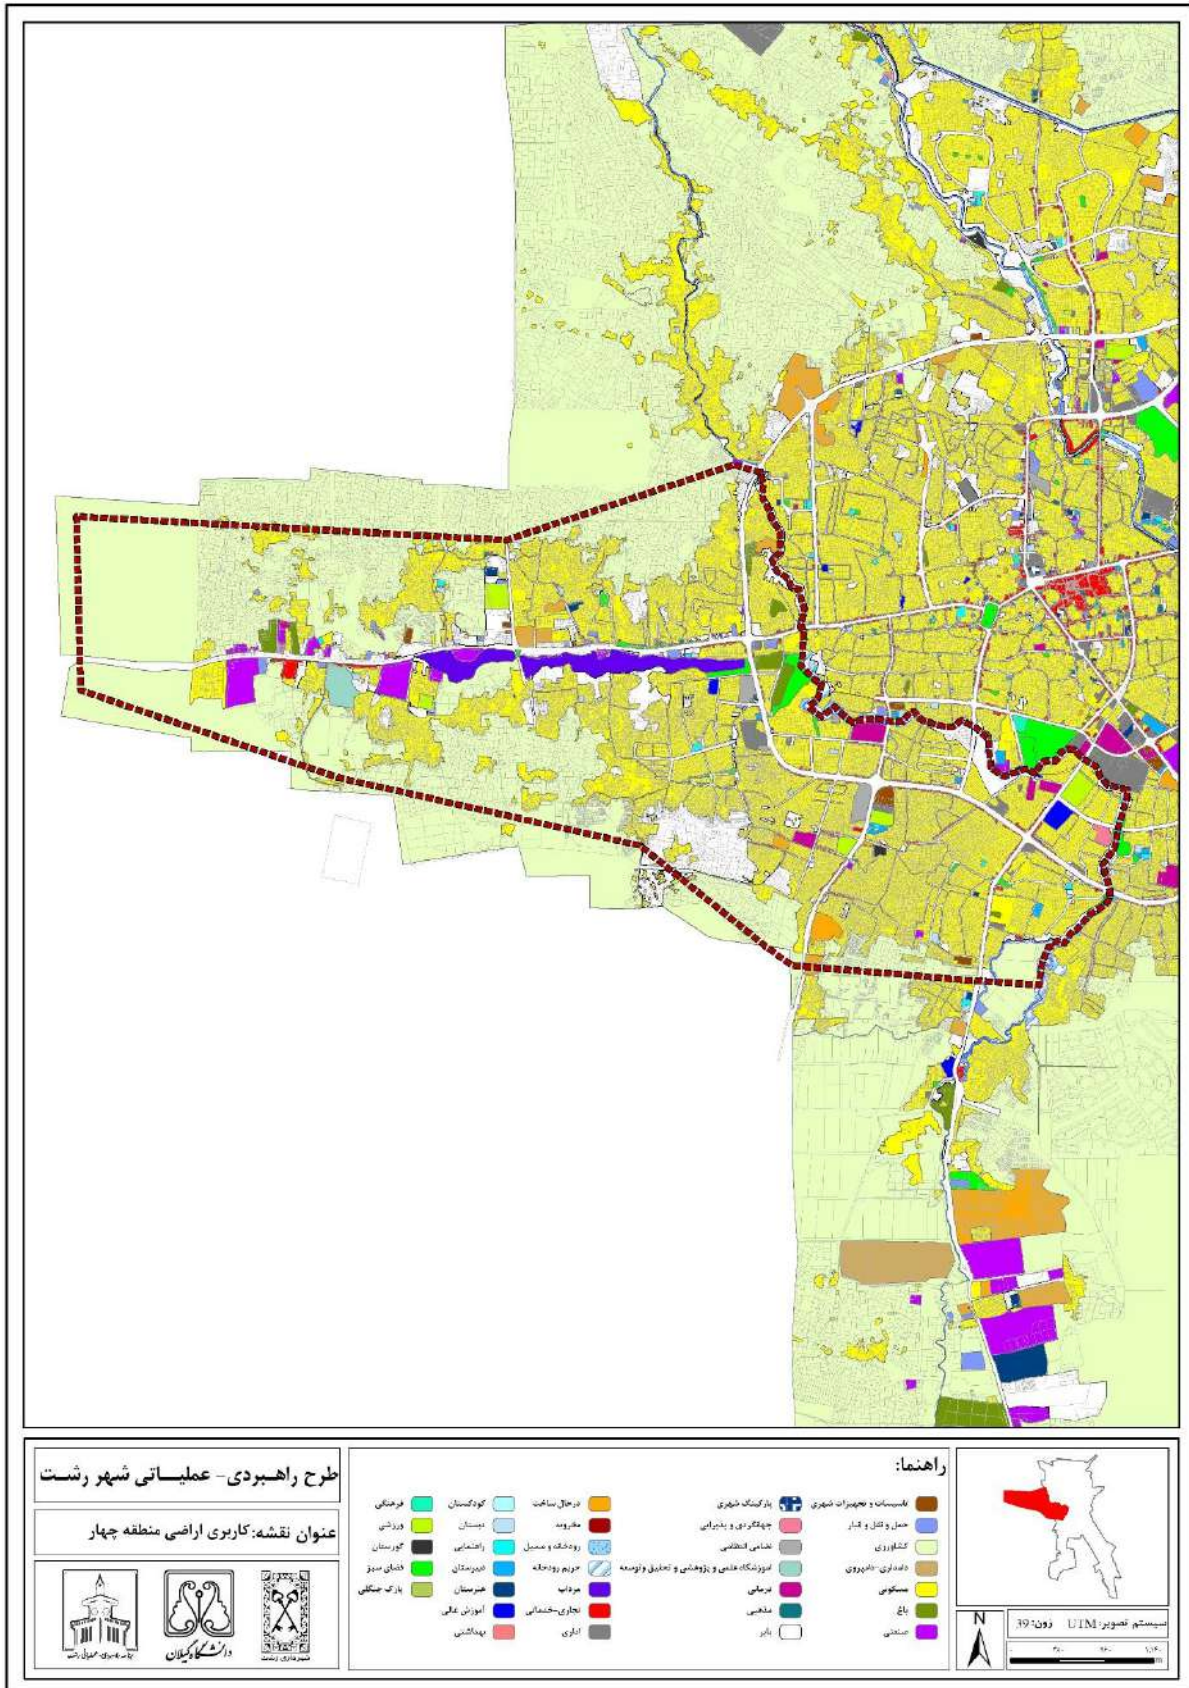 طرح راهبردی- عملیاتی شهر رشت
عنوان نقشه: کاربری اراضی منطقه چهار
دانشگاه گیلان
شهرداری رشت
راهنما:
تاسیسات و تجهیزات شهری
حمل و نقل و انبار
کشاورزی
دامداری-دامپروری
مسکونی
باغ
صنعتی
پارکینگ شهری
جهانگردی و پذیرایی
نظامی انتظامی
آموزشگاه علمی و پژوهشی و تحقیق و توسعه
درمانی
مذهبی
بایر
درحال ساخت
مخروبه
رودخانه و مسیل
حریم رودخانه
مرداب
تجاری-خدماتی
اداری
کودکستان
دبستان
راهنمایی
دبیرستان
هنرستان
آموزش عالی
بهداشتی
فرهنگی
ورزشی
گورستان
فضای سبز
پارک جنگلی
N
سیستم تصویر: UTM زون: 39
m